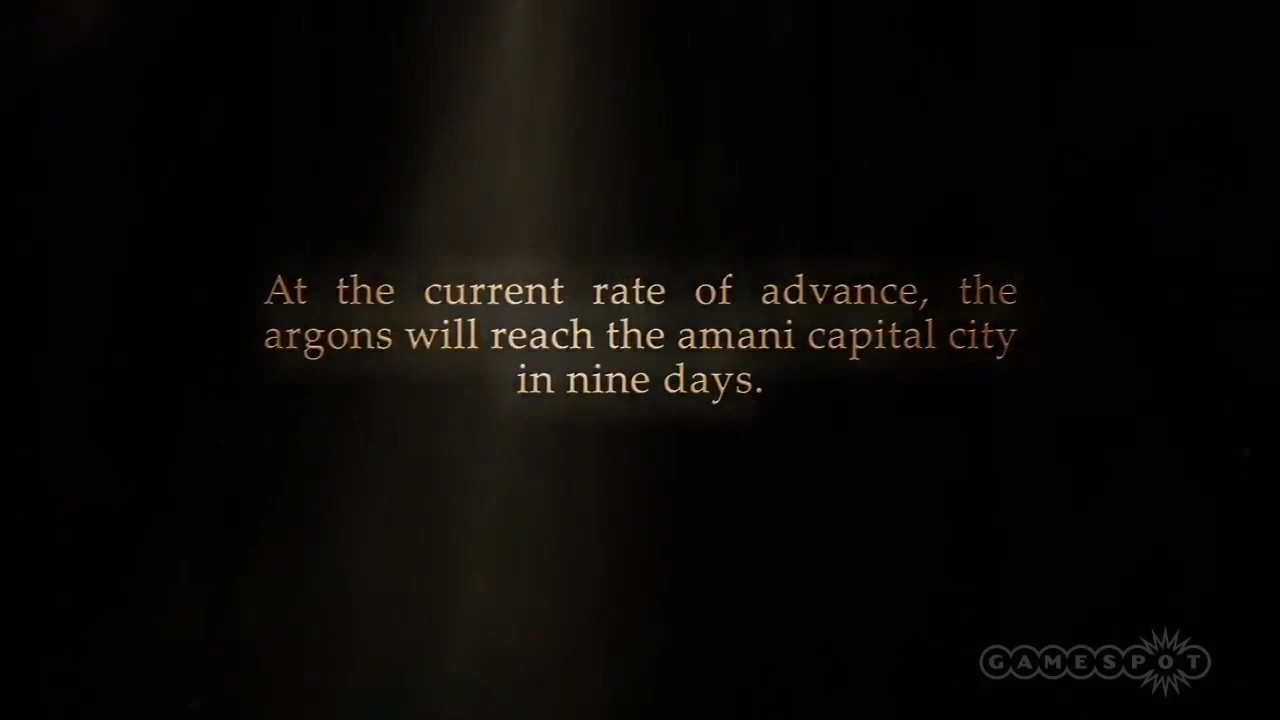 At the current rate of advance, the
argons will reach the amani capital city
in nine days.
GAMESPOT